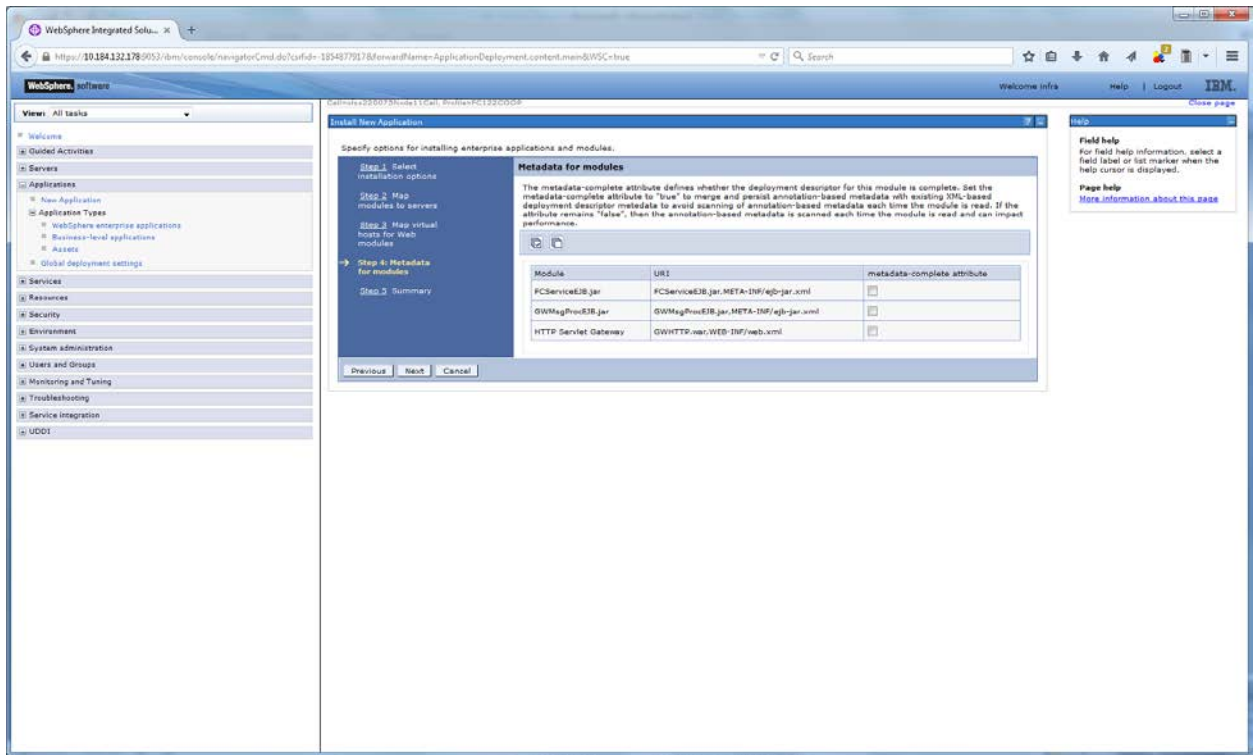 WebSphere Integrated Solu... ×
https://10.184.132.178:9053/ibm/console/navigatorCmd.do?csrfid=-1854877917&forwardName=ApplicationDeployment.content.main&WSC=true
Search
WebSphere. software
Welcome infra
Help | Logout
IBM.
View: All tasks
Welcome
Guided Activities
Servers
Applications
New Application
Application Types
WebSphere enterprise applications
Business-level applications
Assets
Global deployment settings
Services
Resources
Security
Environment
System administration
Users and Groups
Monitoring and Tuning
Troubleshooting
Service integration
UDDI
Close page
Install New Application
Specify options for installing enterprise applications and modules.
Step 1 Select
installation options
Step 2 Map
modules to servers
Step 3 Map virtual
hosts for Web
modules
Step 4: Metadata
for modules
Step 5 Summary
Metadata for modules
The metadata-complete attribute defines whether the deployment descriptor for this module is complete. Set the
metadata-complete attribute to "true" to merge and persist annotation-based metadata with existing XML-based
deployment descriptor metadata to avoid scanning of annotation-based metadata each time the module is read. If the
attribute remains "false", then the annotation-based metadata is scanned each time the module is read and can impact
performance.
Module URI metadata-complete attribute
FCServiceEJB.jar FCServiceEJB.jar,META-INF/ejb-jar.xml
GWMsgProcEJB.jar GWMsgProcEJB.jar,META-INF/ejb-jar.xml
HTTP Servlet Gateway GWHTTP.war,WEB-INF/web.xml
Previous Next Cancel
Help
Field help
For field help information, select a
field label or list marker when the
help cursor is displayed.
Page help
More information about this page